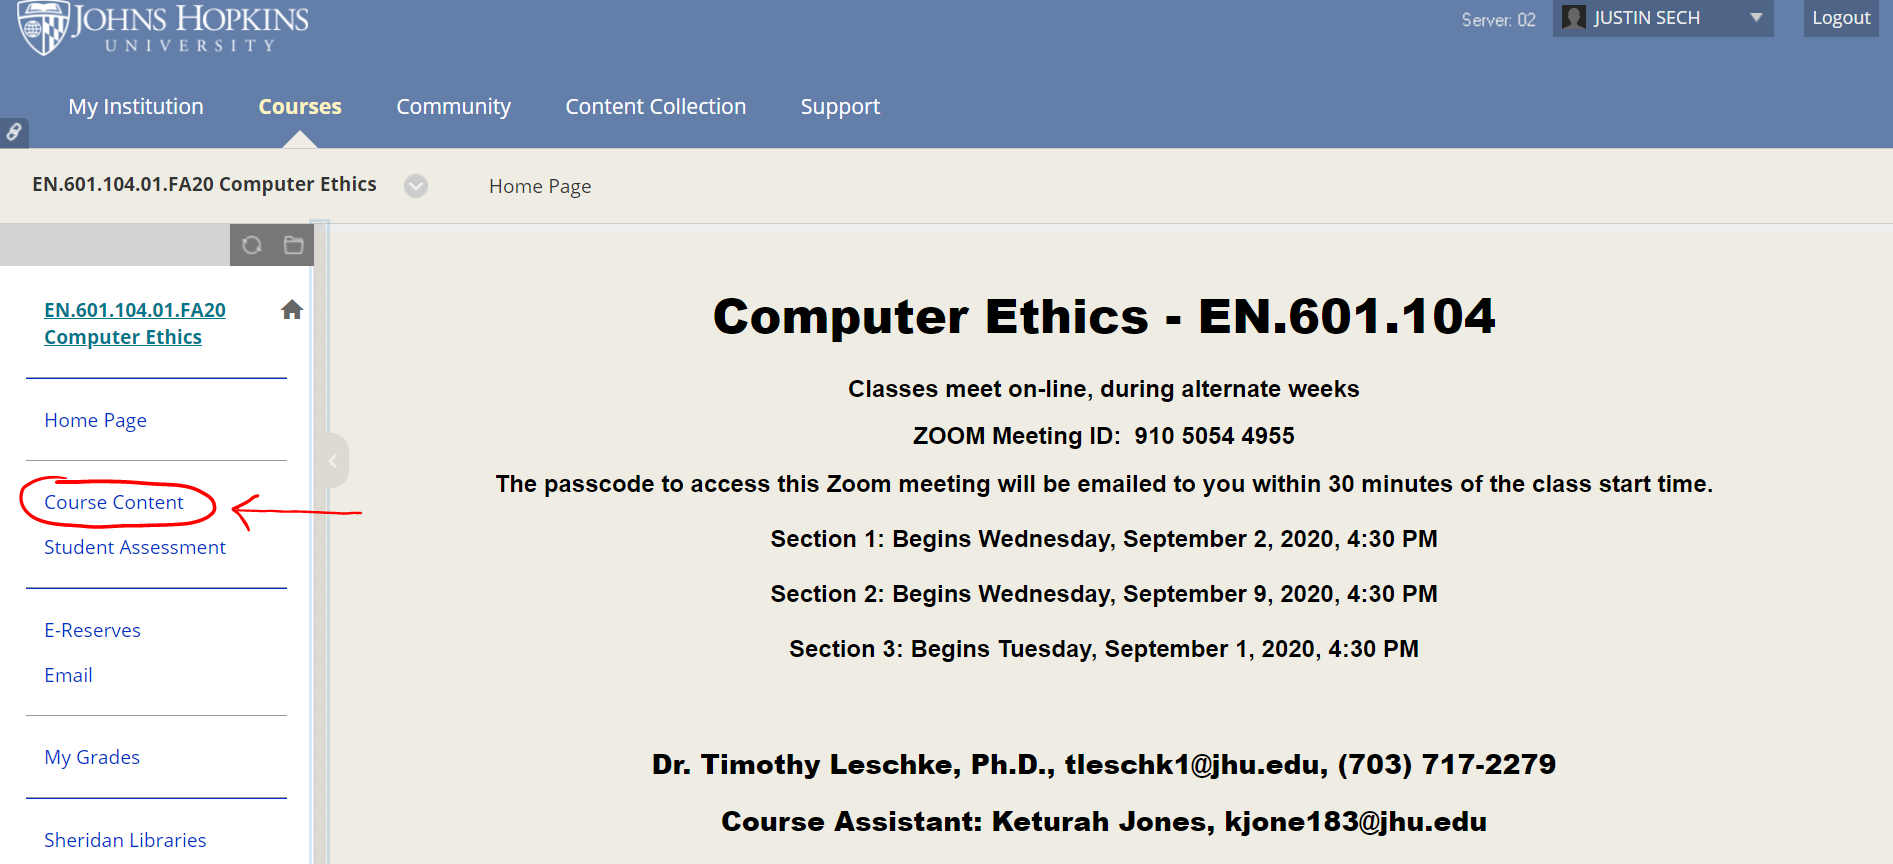 JOHNS HOPKINS
UNIVERSITY
Server: 02
JUSTIN SECH
Logout
My Institution
Courses
Community
Content Collection
Support
EN.601.104.01.FA20 Computer Ethics
Home Page
EN.601.104.01.FA20
Computer Ethics
Home Page
Course Content
Student Assessment
E-Reserves
Email
My Grades
Sheridan Libraries
Computer Ethics - EN.601.104
Classes meet on-line, during alternate weeks
ZOOM Meeting ID:  910 5054 4955
The passcode to access this Zoom meeting will be emailed to you within 30 minutes of the class start time.
Section 1: Begins Wednesday, September 2, 2020, 4:30 PM
Section 2: Begins Wednesday, September 9, 2020, 4:30 PM
Section 3: Begins Tuesday, September 1, 2020, 4:30 PM
Dr. Timothy Leschke, Ph.D., tleschk1@jhu.edu, (703) 717-2279
Course Assistant: Keturah Jones, kjone183@jhu.edu